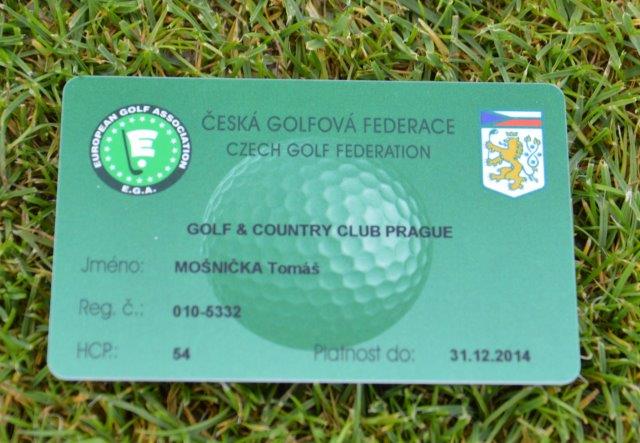 EUROPEAN GOLF ASSOCIATION
E.G.A.
ČESKÁ GOLFOVÁ FEDERACE
CZECH GOLF FEDERATION
GOLF & COUNTRY CLUB PRAGUE
Jméno: MOŠNIČKA Tomáš
Reg. č.: 010-5332
HCP.: 54 Platnost do: 31.12.2014